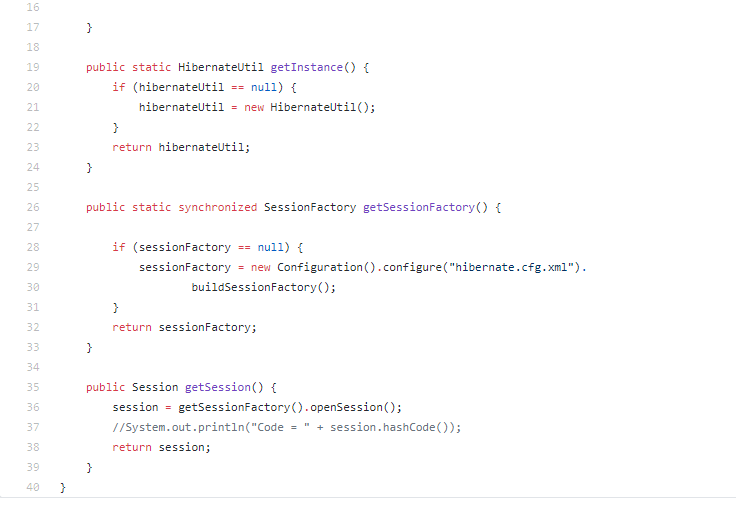 16
17 }
18
19 public static HibernateUtil getInstance() {
20 if (hibernateUtil == null) {
21 hibernateUtil = new HibernateUtil();
22 }
23 return hibernateUtil;
24 }
25
26 public static synchronized SessionFactory getSessionFactory() {
27
28 if (sessionFactory == null) {
29 sessionFactory = new Configuration().configure("hibernate.cfg.xml").
30 buildSessionFactory();
31 }
32 return sessionFactory;
33 }
34
35 public Session getSession() {
36 session = getSessionFactory().openSession();
37 //System.out.println("Code = " + session.hashCode());
38 return session;
39 }
40 }